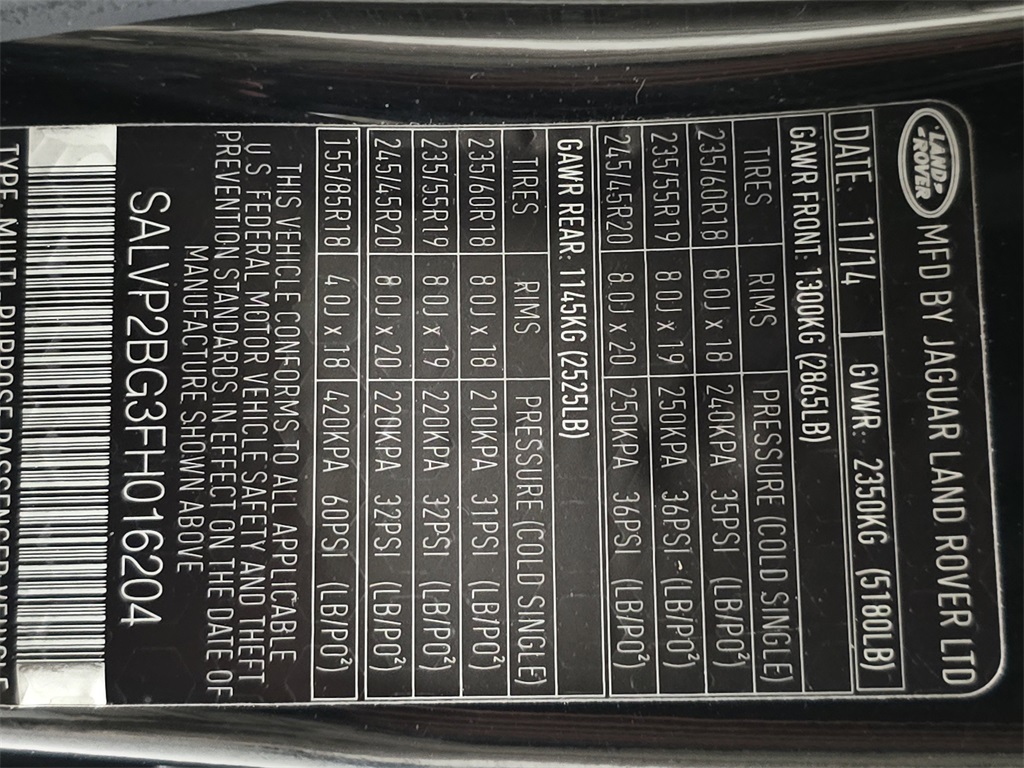 LAND ROVER MFD BY JAGUAR LAND ROVER LTD
DATE: 11/14 GVWR: 2350KG (5180LB)
GAWR FRONT: 1300KG (2865LB)
TIRES RIMS PRESSURE (COLD SINGLE)
235/60R18 8.0J x 18 240KPA 35PSI (LB/PO²)
235/55R19 8.0J x 19 250KPA 36PSI (LB/PO²)
245/45R20 8.0J x 20 250KPA 36PSI (LB/PO²)
GAWR REAR: 1145KG (2525LB)
TIRES RIMS PRESSURE (COLD SINGLE)
235/60R18 8.0J x 18 210KPA 31PSI (LB/PO²)
235/55R19 8.0J x 19 220KPA 32PSI (LB/PO²)
245/45R20 8.0J x 20 220KPA 32PSI (LB/PO²)
155/85R18 4.0J x 18 420KPA 60PSI (LB/PO²)
THIS VEHICLE CONFORMS TO ALL APPLICABLE
U.S. FEDERAL MOTOR VEHICLE SAFETY AND THEFT
PREVENTION STANDARDS IN EFFECT ON THE DATE OF
MANUFACTURE SHOWN ABOVE
SALVP2BG3FH016204
TYPE: MULTI-PURPOSE PASSENGER VEHICLE